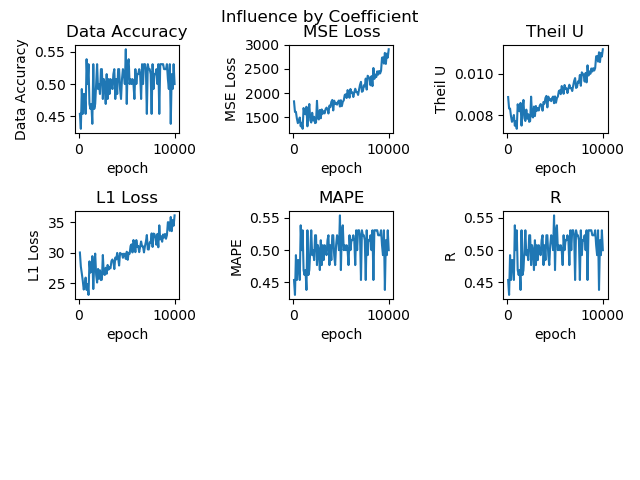 Influence by Coefficient
Data Accuracy
MSE Loss
Theil U
Data Accuracy
0.55
0.50
0.45
0
10000
epoch
MSE Loss
3000
2500
2000
1500
0
10000
epoch
Theil U
0.010
0.008
0
10000
epoch
L1 Loss
MAPE
R
L1 Loss
35
30
25
0
10000
epoch
MAPE
0.55
0.50
0.45
0
10000
epoch
R
0.55
0.50
0.45
0
10000
epoch